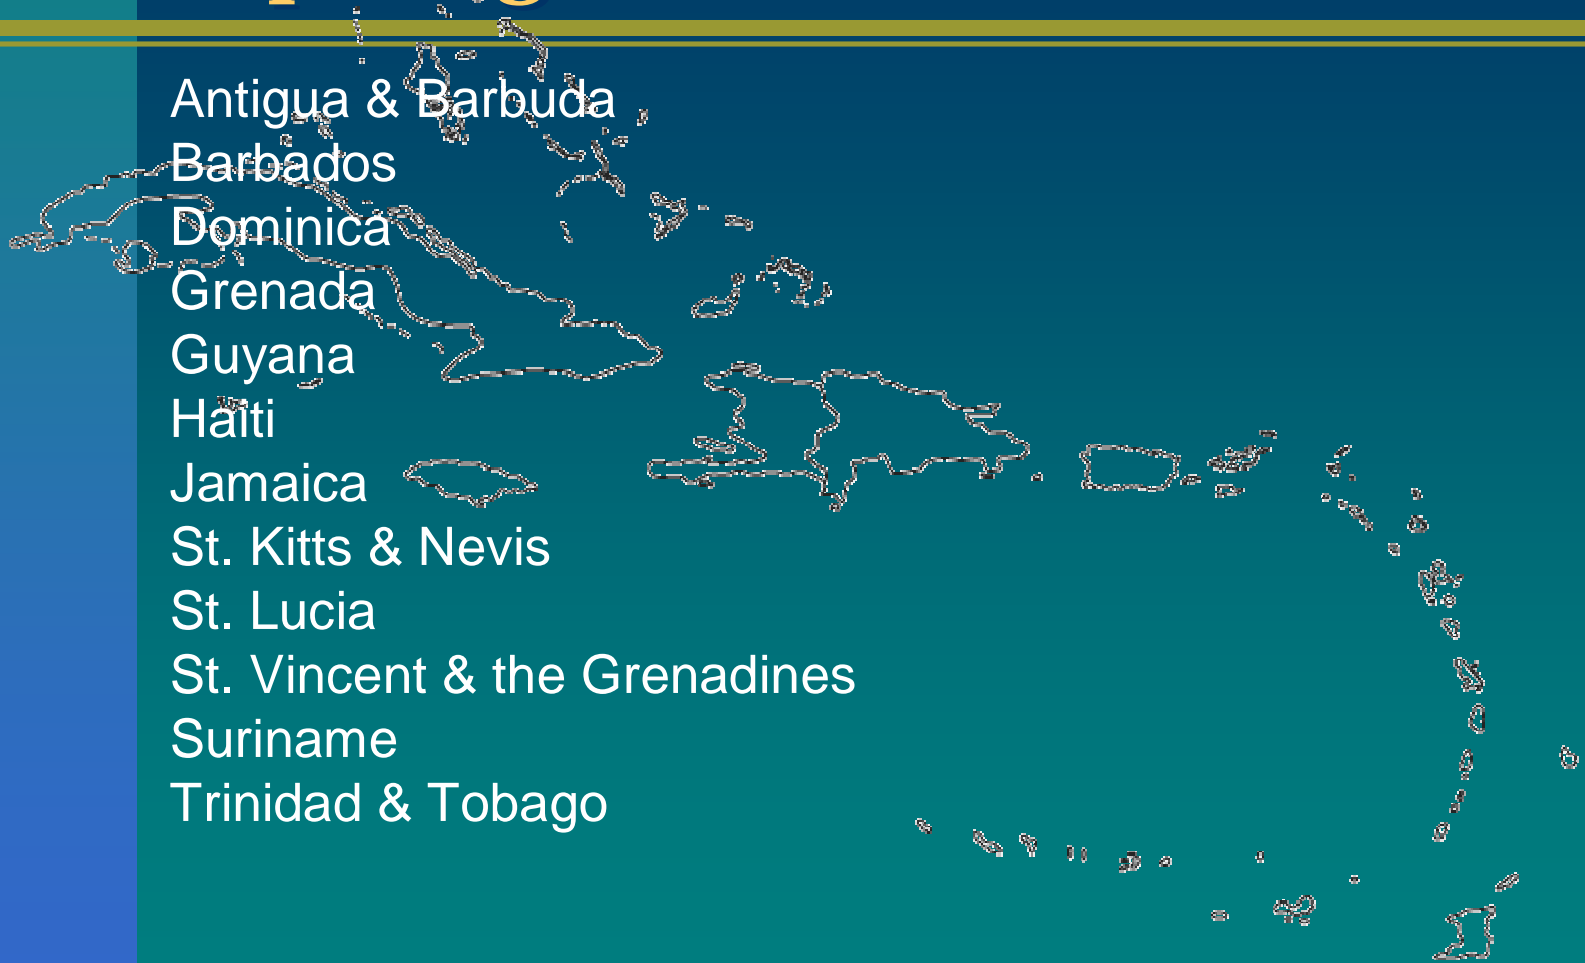 Antigua & Barbuda
Barbados
Dominica
Grenada
Guyana
Haiti
Jamaica
St. Kitts & Nevis
St. Lucia
St. Vincent & the Grenadines
Suriname
Trinidad & Tobago